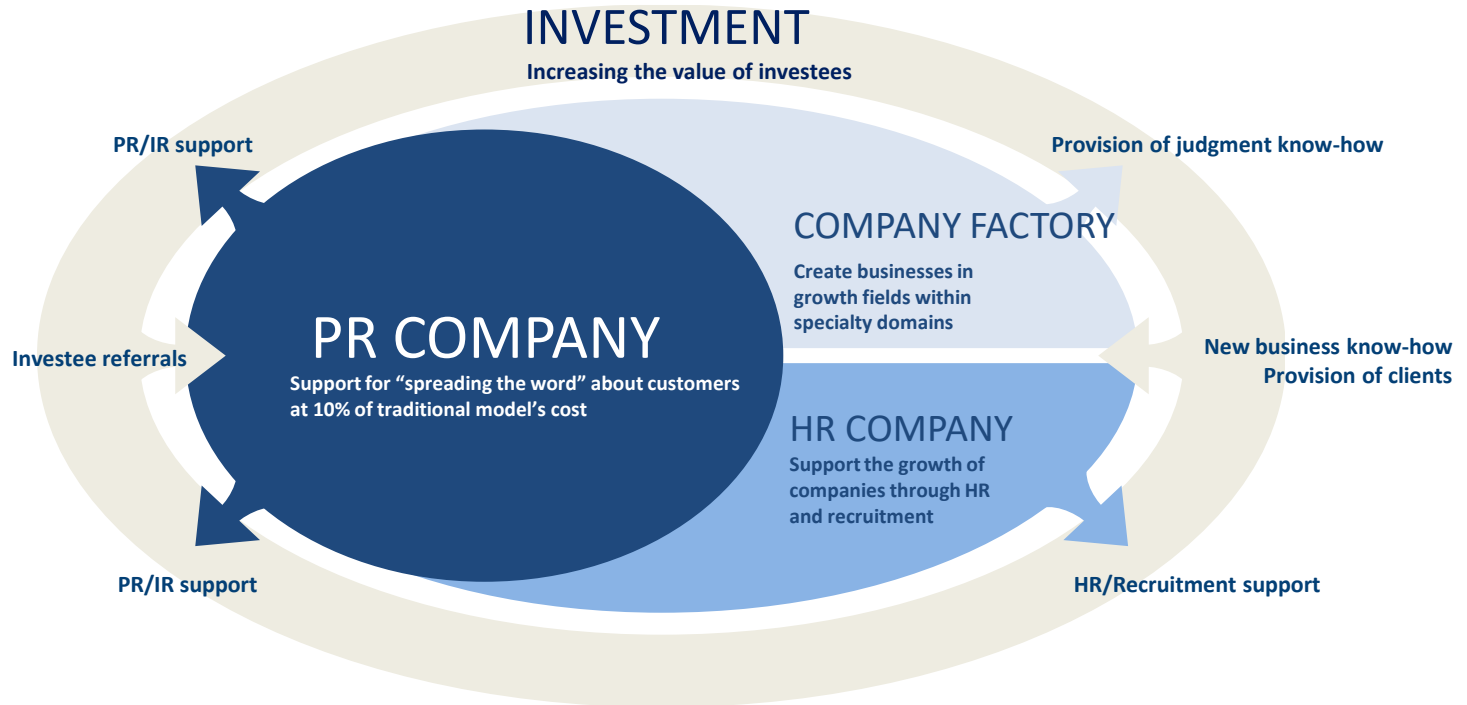 INVESTMENT
Increasing the value of investees
PR/IR support
Provision of judgment know-how
COMPANY FACTORY
Create businesses in
growth fields within
specialty domains
PR COMPANY
Support for “spreading the word” about customers
at 10% of traditional model’s cost
Investee referrals
New business know-how
Provision of clients
HR COMPANY
Support the growth of
companies through HR
and recruitment
PR/IR support
HR/Recruitment support